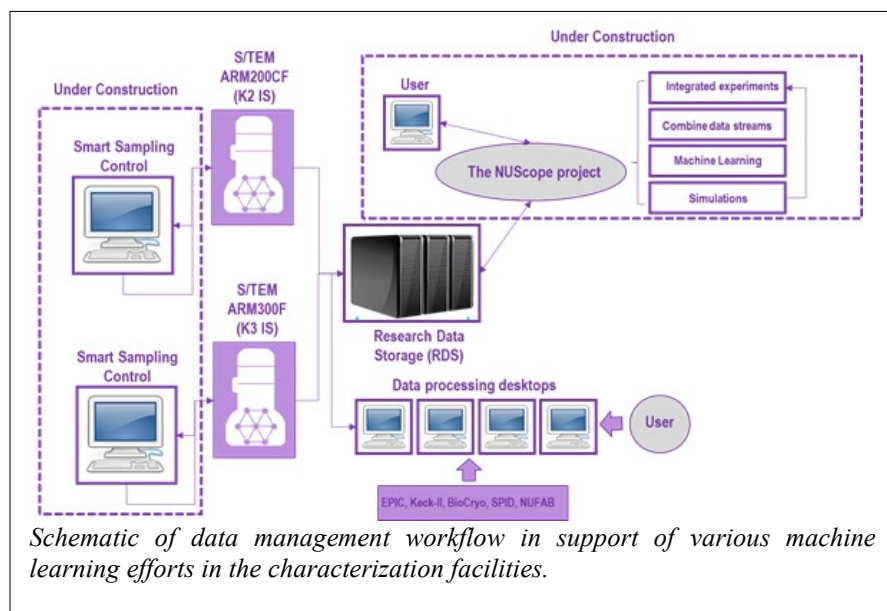 Under Construction
S/TEM
ARM200CF
(K2 IS)
Under Construction
User
Integrated experiments
Combine data streams
The NUScope project
Machine Learning
Simulations
Smart Sampling
Control
S/TEM
ARM300F
(K3 IS)
Research Data
Storage (RDS)
Smart Sampling
Control
Data processing desktops
User
EPIC, Keck-II, BioCryo, SPID, NUFAB
Schematic of data management workflow in support of various machine
learning efforts in the characterization facilities.